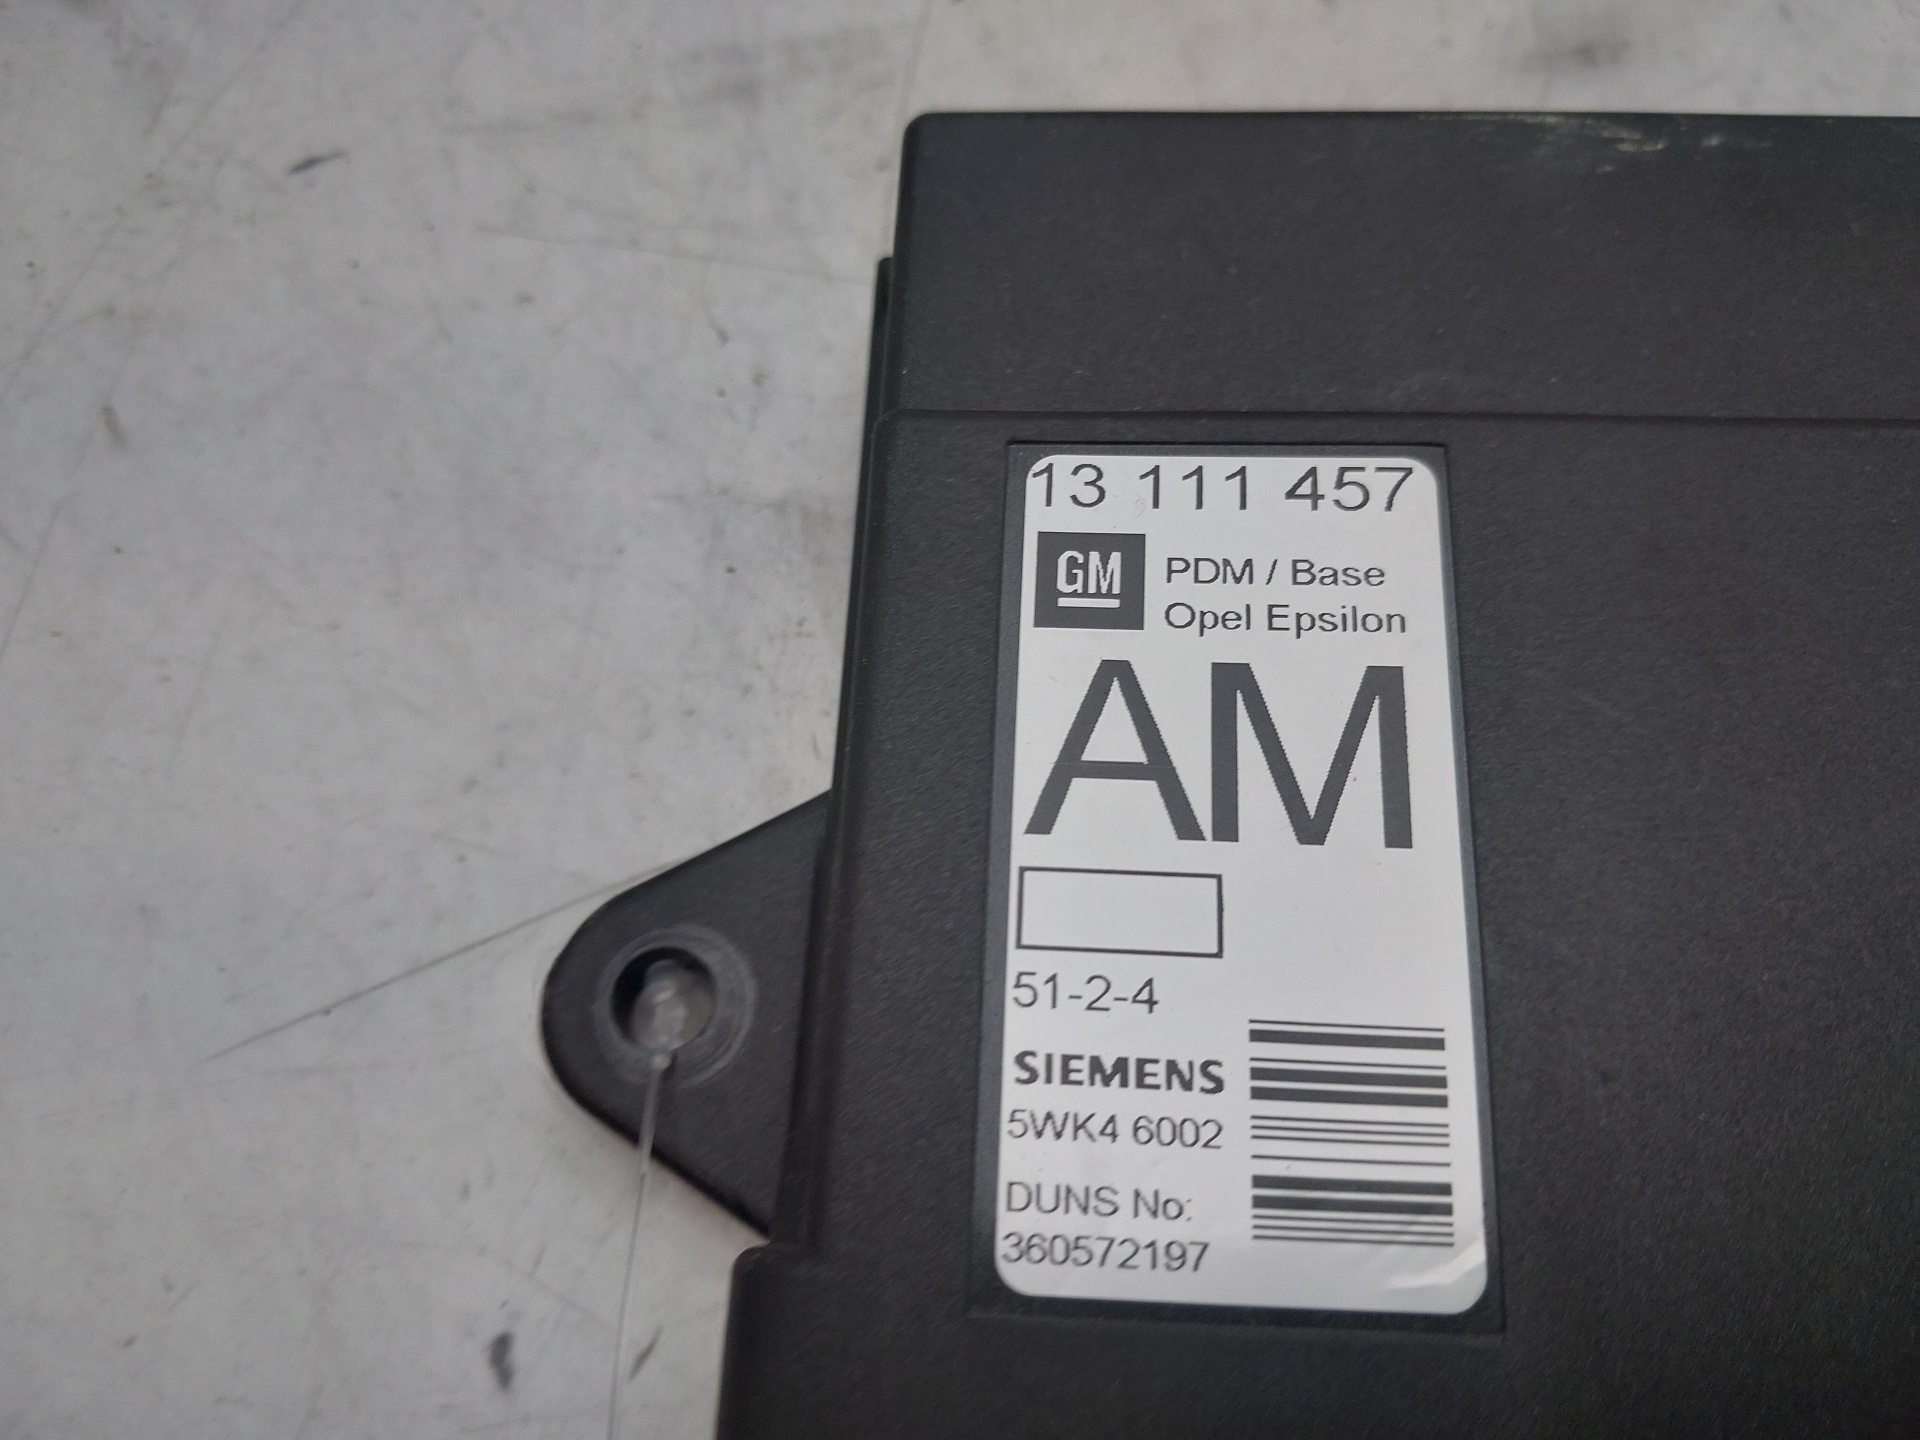 13 111 457
GM
PDM / Base
Opel Epsilon
AM
51-2-4
SIEMENS
5WK4 6002
DUNS No:
360572197